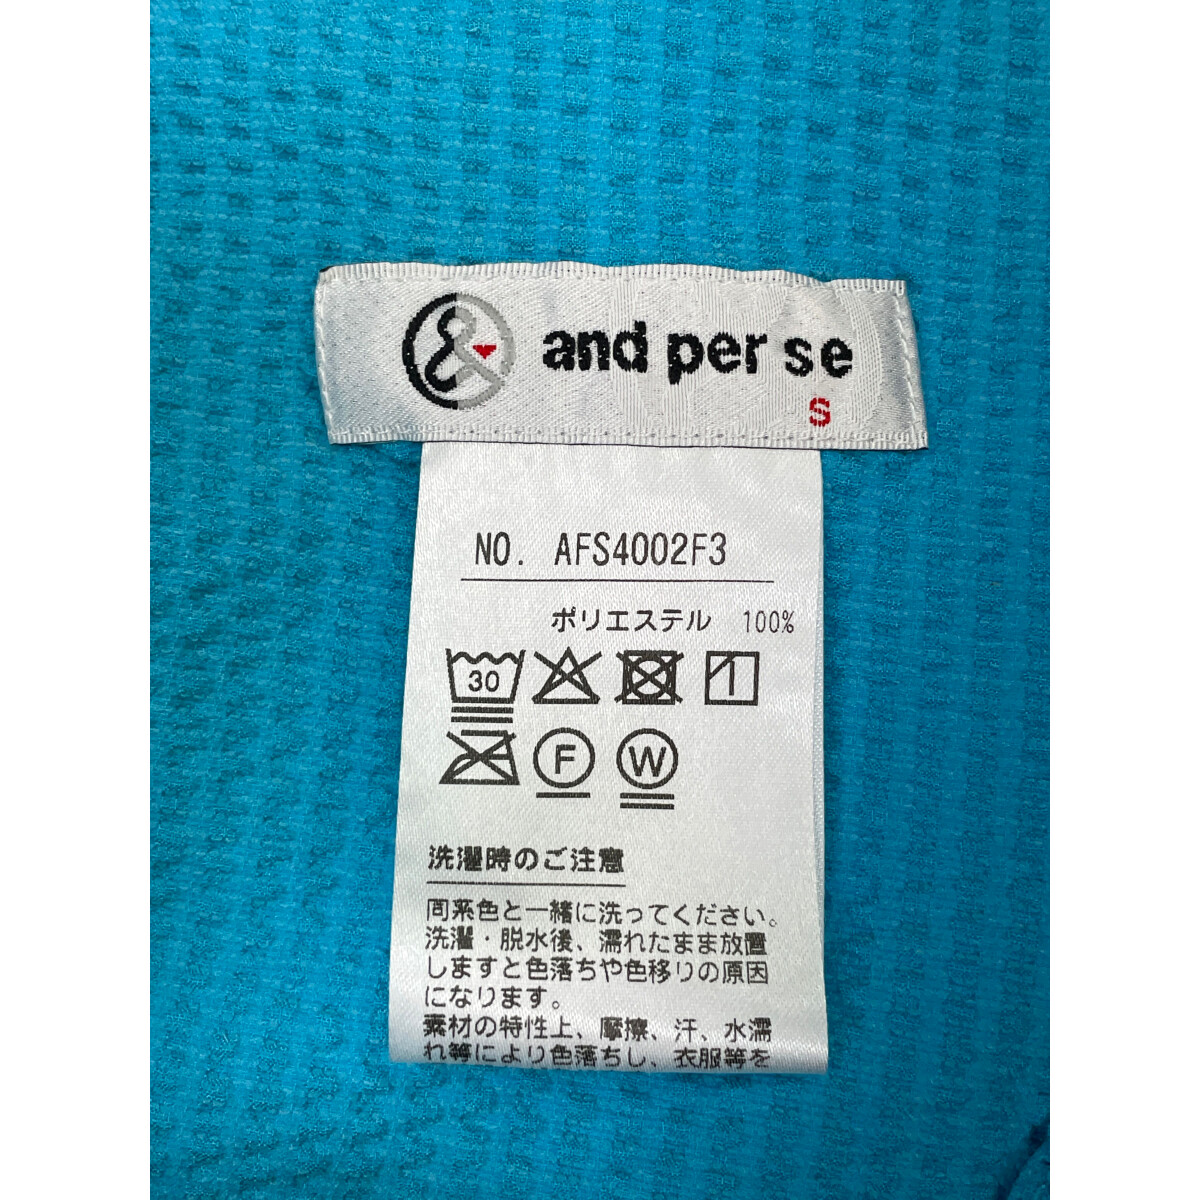 and per se
S
NO. AFS4002F3
ポリエステル 100%
30
F W
洗濯時のご注意
同系色と一緒に洗ってください。
洗濯・脱水後、濡れたまま放置
しますと色落ちや色移りの原因
になります。
素材の特性上、摩擦、汗、水濡
れ等により色落ちし、衣服等を